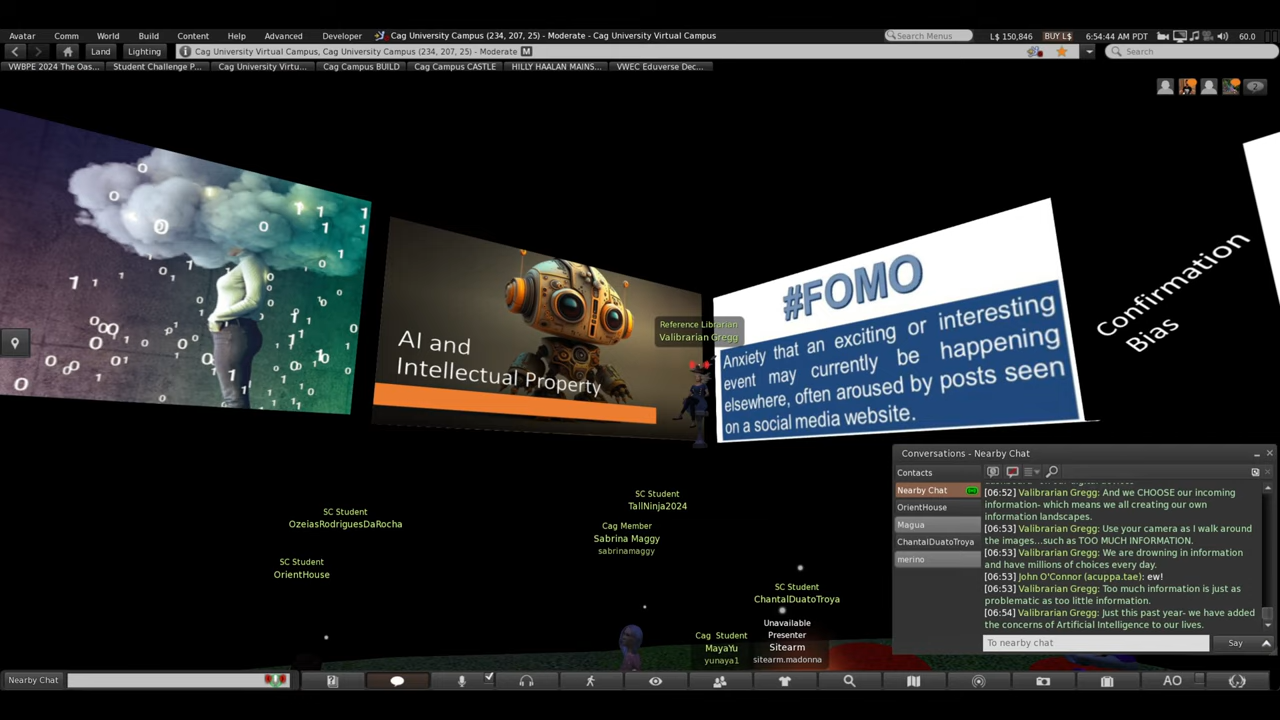 Avatar Comm World Build Content Help Advanced Developer Cag University Campus (234, 207, 25) - Moderate - Cag University Virtual Campus Search Menus L$ 150,846 BUY L$ 6:54:44 AM PDT 60.0
Land Lighting Cag University Virtual Campus, Cag University Campus (234, 207, 25) - Moderate M Search
VWBPE 2024 The Oas... Student Challenge P... Cag University Virtu... Cag Campus BUILD Cag Campus CASTLE HILLY HAALAN MAINS... VWEC Eduverse Dec...
AI and
Intellectual Property
Reference Librarian
Valibrarian Gregg
#FOMO
Anxiety that an exciting or interesting
event may currently be happening
elsewhere, often aroused by posts seen
on a social media website.
Confirmation
Bias
SC Student
OzeiasRodriguesDaRocha
SC Student
OrientHouse
SC Student
TallNinja2024
Cag Member
Sabrina Maggy
sabrinamaggy
SC Student
ChantalDuatoTroya
Cag Student
MayaYu
yunaya1
Unavailable
Presenter
Sitearm
sitearm.madonna
Conversations - Nearby Chat
Contacts
Nearby Chat
OrientHouse
Magua
ChantalDuatoTroya
merino
[06:52] Valibrarian Gregg: And we CHOOSE our incoming
information- which means we all creating our own
information landscapes.
[06:53] Valibrarian Gregg: Use your camera as I walk around
the images...such as TOO MUCH INFORMATION.
[06:53] Valibrarian Gregg: We are drowning in information
and have millions of choices every day.
[06:53] John O'Connor (acuppa.tae): ew!
[06:53] Valibrarian Gregg: Too much information is just as
problematic as too little information.
[06:54] Valibrarian Gregg: Just this past year- we have added
the concerns of Artificial Intelligence to our lives.
To nearby chat Say
Nearby Chat AO